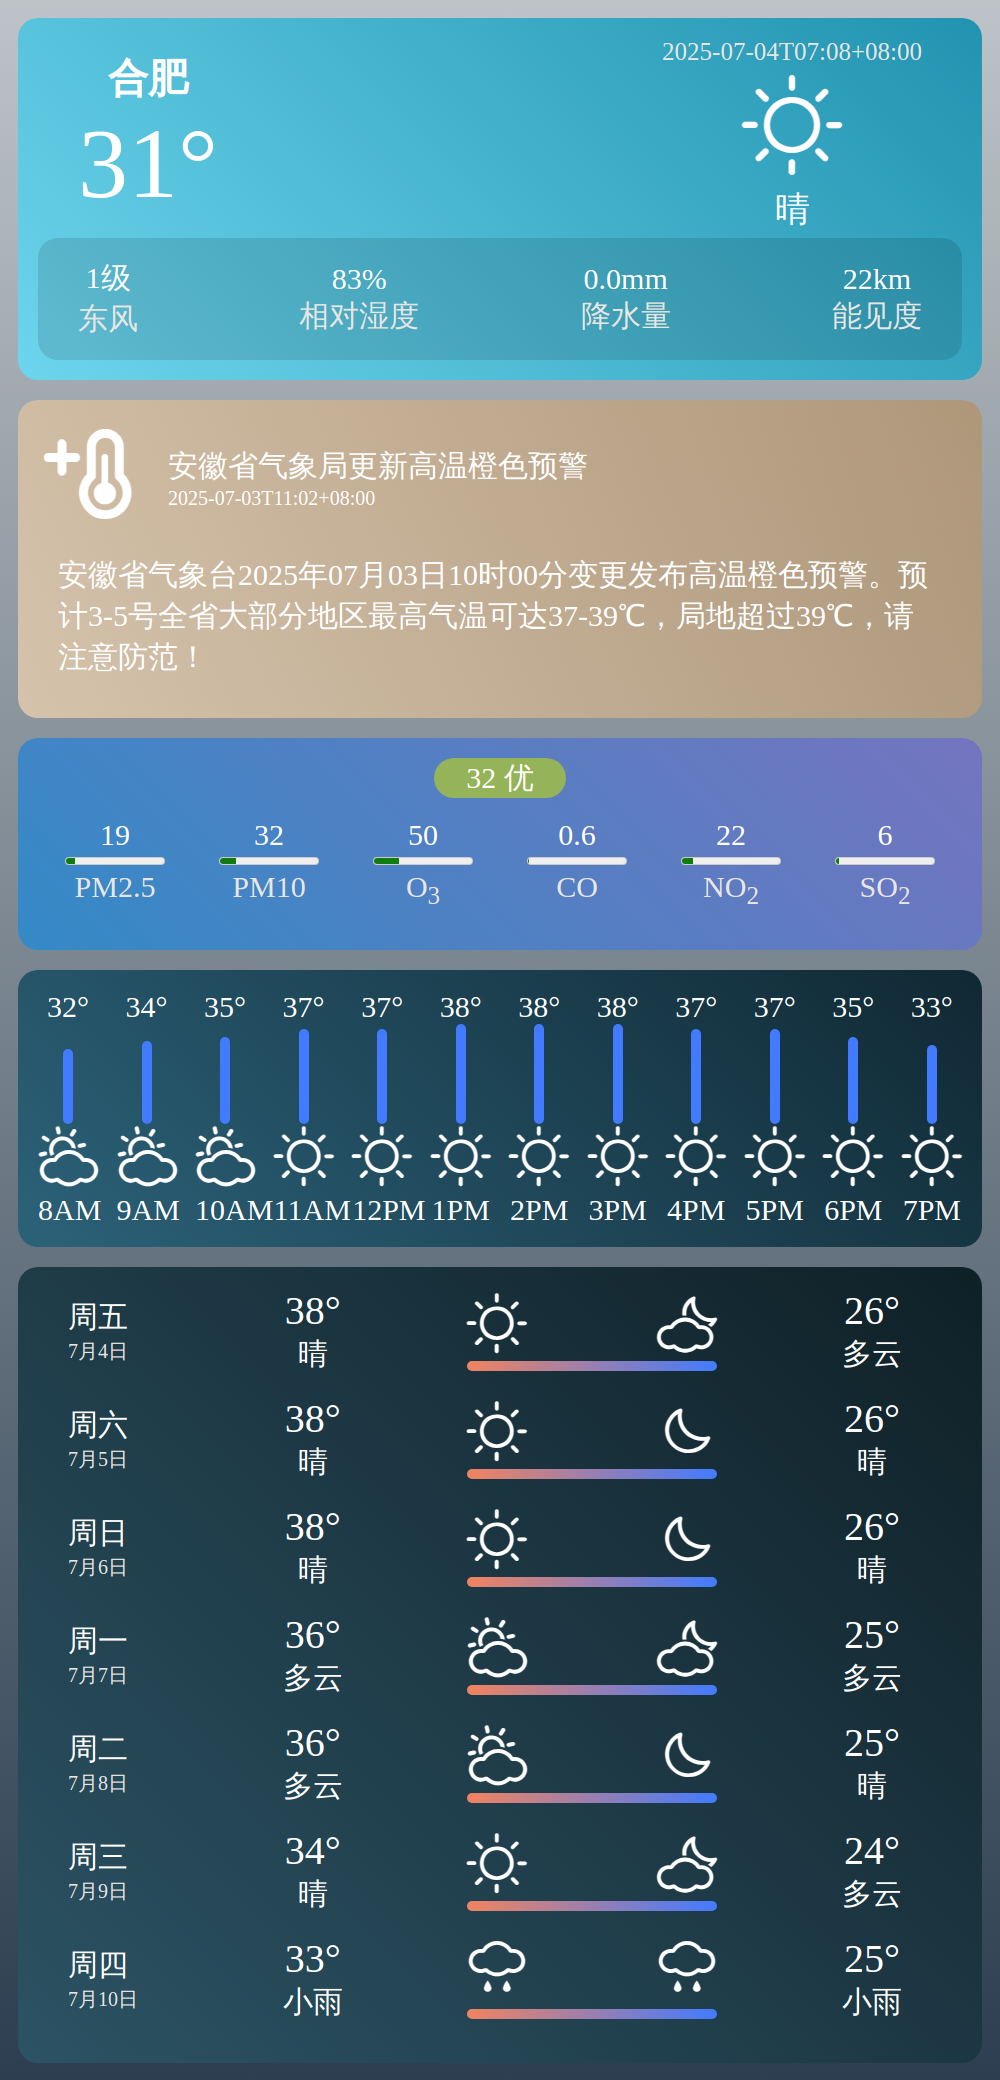 合肥
31°
2025-07-04T07:08+08:00
晴
1级 83% 0.0mm 22km
东风 相对湿度 降水量 能见度
安徽省气象局更新高温橙色预警
2025-07-03T11:02+08:00
安徽省气象台2025年07月03日10时00分变更发布高温橙色预警。预
计3-5号全省大部分地区最高气温可达37-39℃，局地超过39℃，请
注意防范！
32 优
19 32 50 0.6 22 6
PM2.5 PM10 O3 CO NO2 SO2
32° 34° 35° 37° 37° 38° 38° 38° 37° 37° 35° 33°
8AM 9AM 10AM 11AM 12PM 1PM 2PM 3PM 4PM 5PM 6PM 7PM
周五 38° 26°
7月4日 晴 多云
周六 38° 26°
7月5日 晴 晴
周日 38° 26°
7月6日 晴 晴
周一 36° 25°
7月7日 多云 多云
周二 36° 25°
7月8日 多云 晴
周三 34° 24°
7月9日 晴 多云
周四 33° 25°
7月10日 小雨 小雨